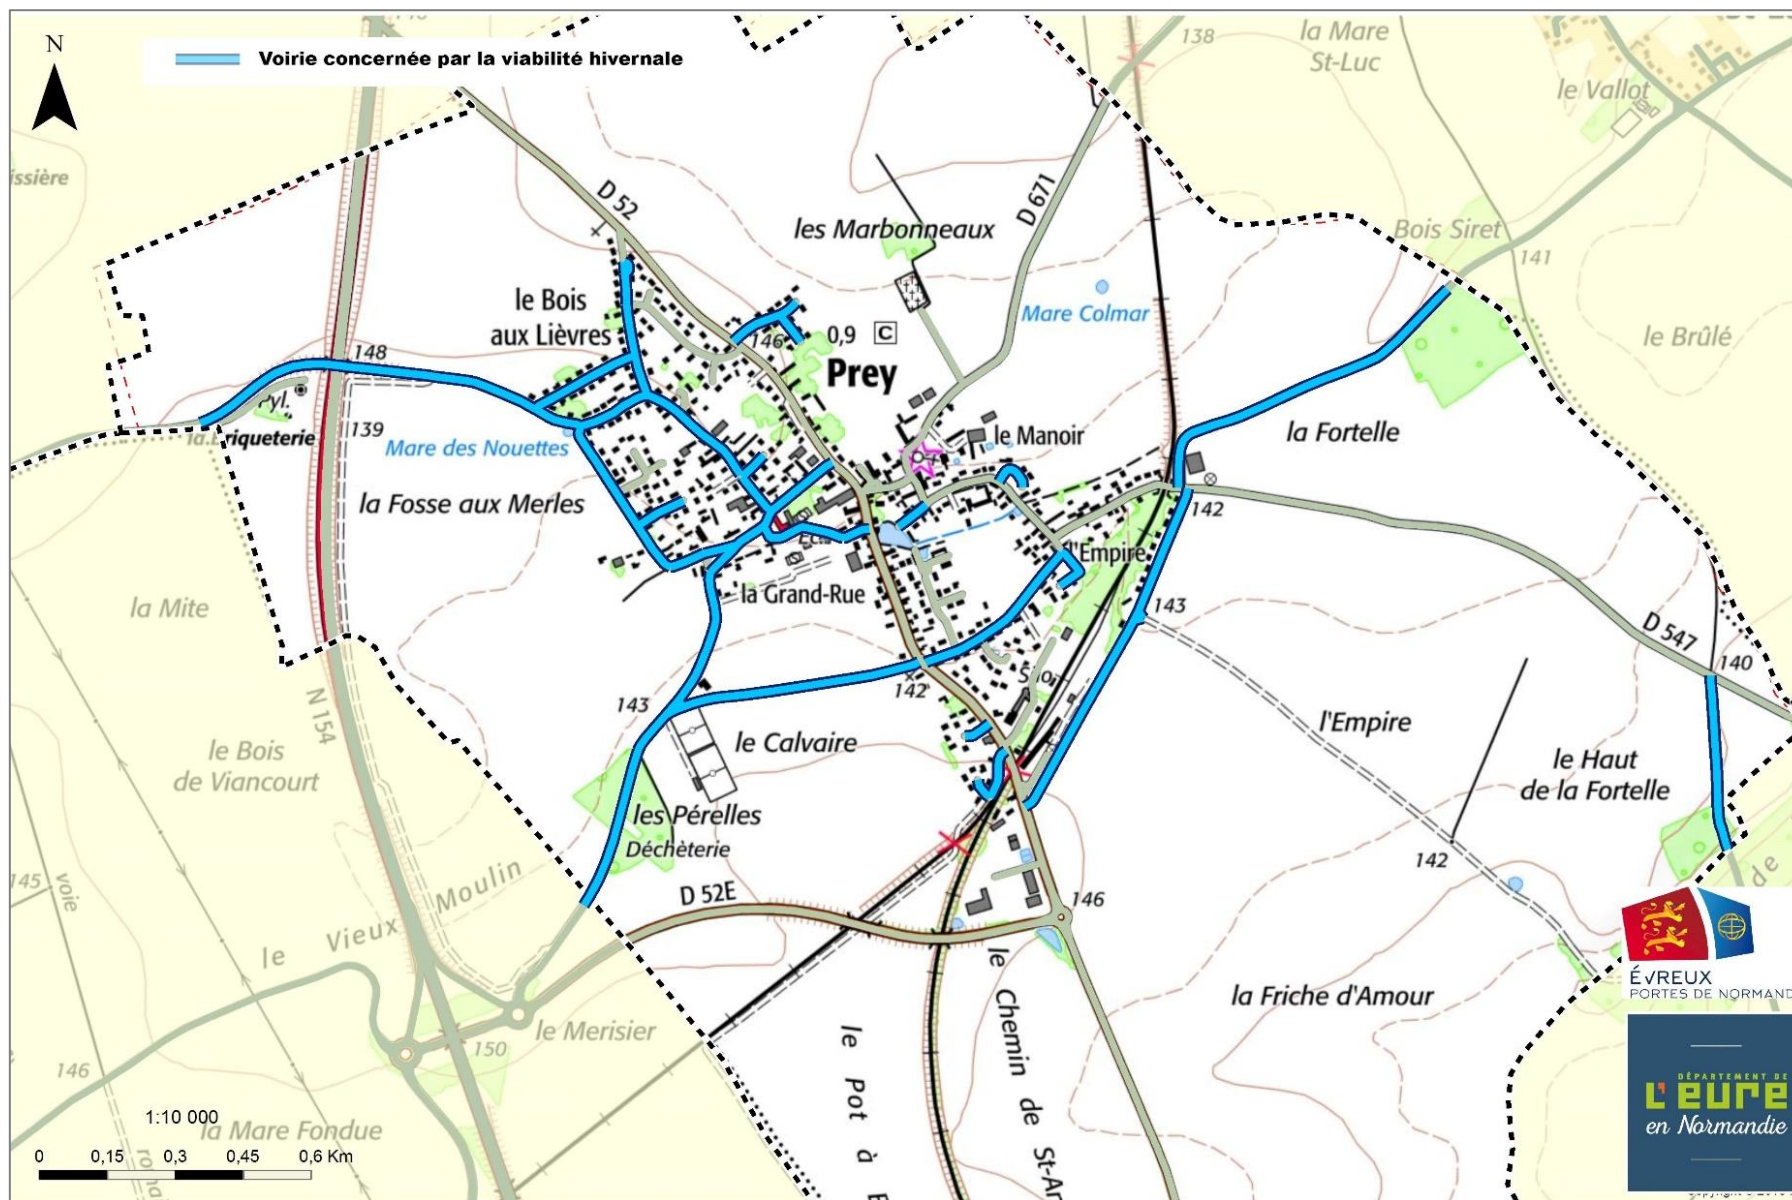 N
Voirie concernée par la viabilité hivernale
138
la Mare
St-Luc
le Vallot
issière
D 52
D 671
les Marbonneaux
Bois Siret
141
le Bois
aux Lièvres
Mare Colmar
le Brûlé
148
146
0,9
C
Prey
Pyl.
139
la Briqueterie
Mare des Nouettes
le Manoir
la Fortelle
la Fosse aux Merles
142
l'Empire
la Grand-Rue
143
la Mite
D 547
140
Silo
142
143
N 154
le Calvaire
l'Empire
le Bois
de Viancourt
le Haut
de la Fortelle
les Pérelles
Déchèterie
142
145
voie
le Vieux Moulin
D 52E
146
de
ÉVREUX
PORTES DE NORMAND
le Merisier
150
la Friche d'Amour
146
le Pot à
le Chemin de St-Ar
1:10 000
la Mare Fondue
0 0,15 0,3 0,45 0,6 Km
DÉPARTEMENT DE
L'EURE
en Normandie